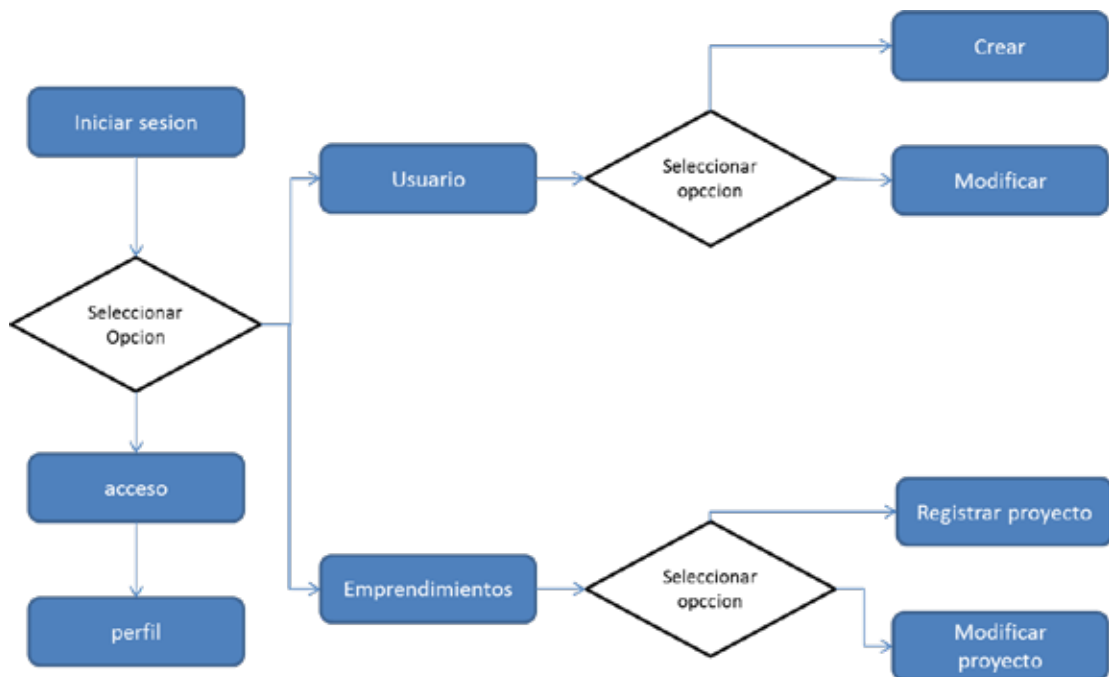 Crear
Iniciar sesion
Usuario
Seleccionar
opccion
Modificar
Seleccionar
Opcion
acceso
Registrar proyecto
Emprendimientos
Seleccionar
opccion
perfil
Modificar
proyecto